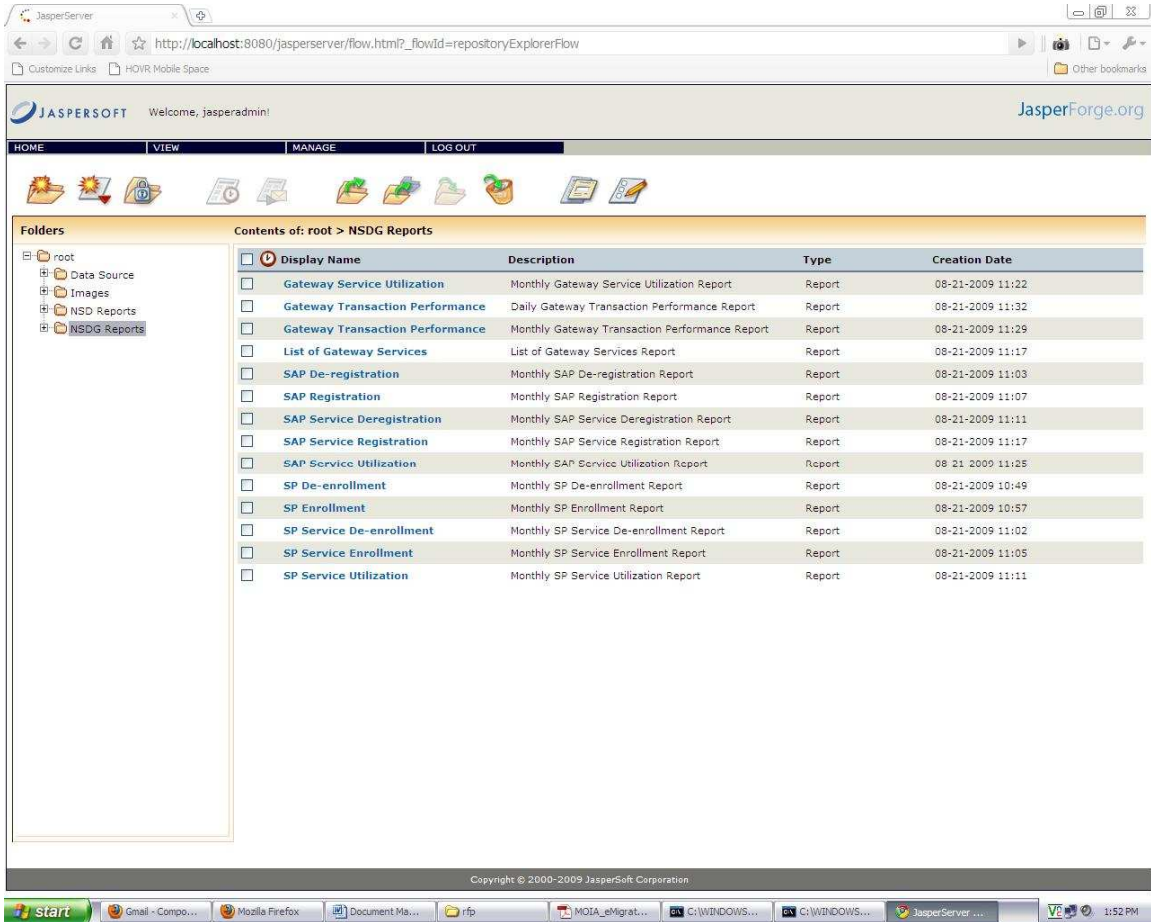 JasperServer
http://localhost:8080/jasperserver/flow.html?_flowId=repositoryExplorerFlow
Customize Links HOVR Mobile Space Other bookmarks
JASPERSOFT Welcome, jasperadmin! JasperForge.org
HOME VIEW MANAGE LOG OUT
Folders Contents of: root > NSDG Reports
root
Data Source
Images
NSD Reports
NSDG Reports
Display Name Description Type Creation Date
Gateway Service Utilization Monthly Gateway Service Utilization Report Report 08-21-2009 11:22
Gateway Transaction Performance Daily Gateway Transaction Performance Report Report 08-21-2009 11:32
Gateway Transaction Performance Monthly Gateway Transaction Performance Report Report 08-21-2009 11:29
List of Gateway Services List of Gateway Services Report Report 08-21-2009 11:17
SAP De-registration Monthly SAP De-registration Report Report 08-21-2009 11:03
SAP Registration Monthly SAP Registration Report Report 08-21-2009 11:07
SAP Service Deregistration Monthly SAP Service Deregistration Report Report 08-21-2009 11:11
SAP Service Registration Monthly SAP Service Registration Report Report 08-21-2009 11:17
SAP Service Utilization Monthly SAP Service Utilization Report Report 08-21-2009 11:25
SP De-enrollment Monthly SP De-enrollment Report Report 08-21-2009 10:49
SP Enrollment Monthly SP Enrollment Report Report 08-21-2009 10:57
SP Service De-enrollment Monthly SP Service De-enrollment Report Report 08-21-2009 11:02
SP Service Enrollment Monthly SP Service Enrollment Report Report 08-21-2009 11:05
SP Service Utilization Monthly SP Service Utilization Report Report 08-21-2009 11:11
Copyright © 2000-2009 JasperSoft Corporation
start Gmail - Compo... Mozilla Firefox Document Ma... rfp MOIA_eMigrat... C:\WINDOWS... C:\WINDOWS... JasperServer ... 1:52 PM